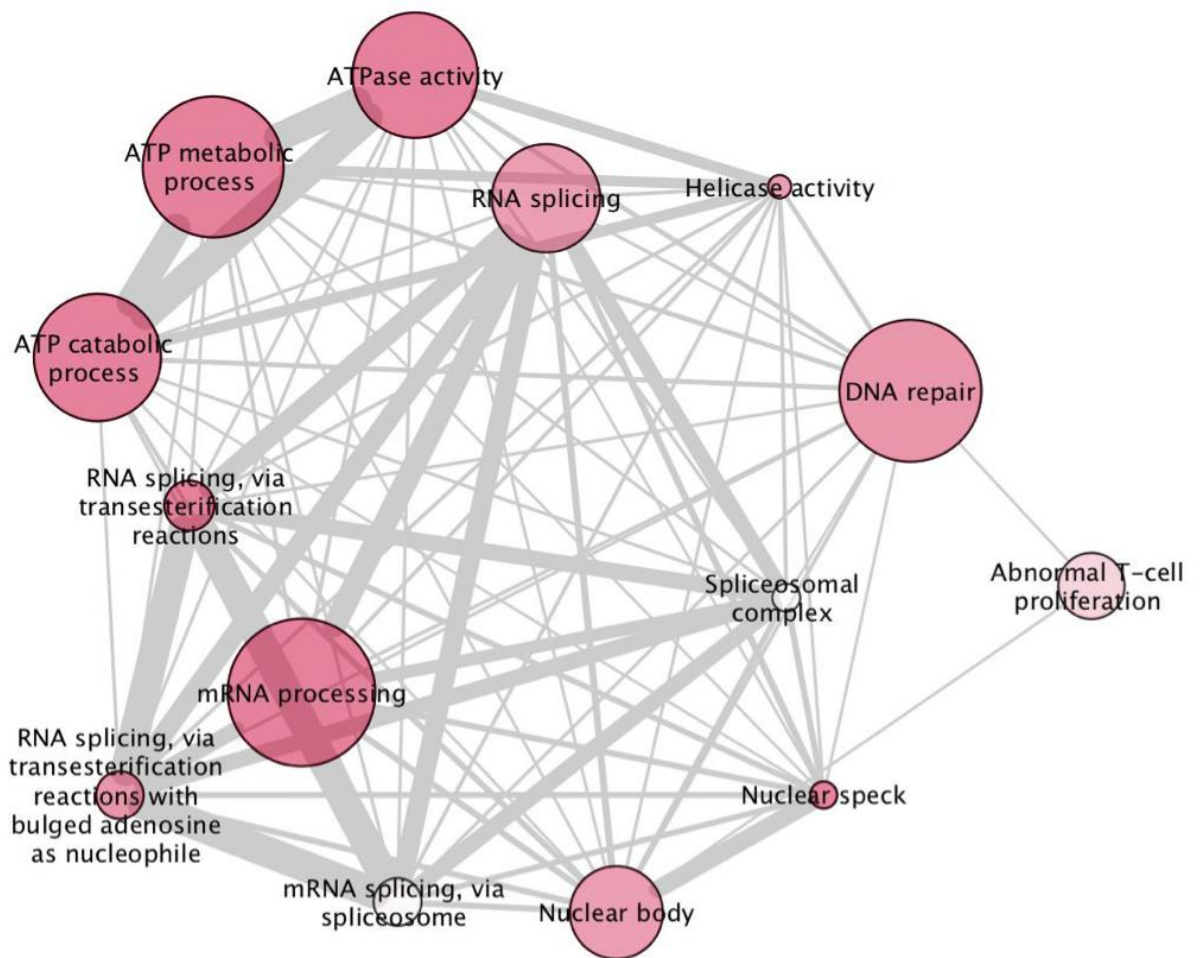 ATPase activity
ATP metabolic
process
RNA splicing
Helicase activity
ATP catabolic
process
DNA repair
RNA splicing, via
transesterification
reactions
Spliceosomal
complex
Abnormal T-cell
proliferation
mRNA processing
RNA splicing, via
transesterification
reactions with
bulged adenosine
as nucleophile
Nuclear speck
mRNA splicing, via
spliceosome
Nuclear body